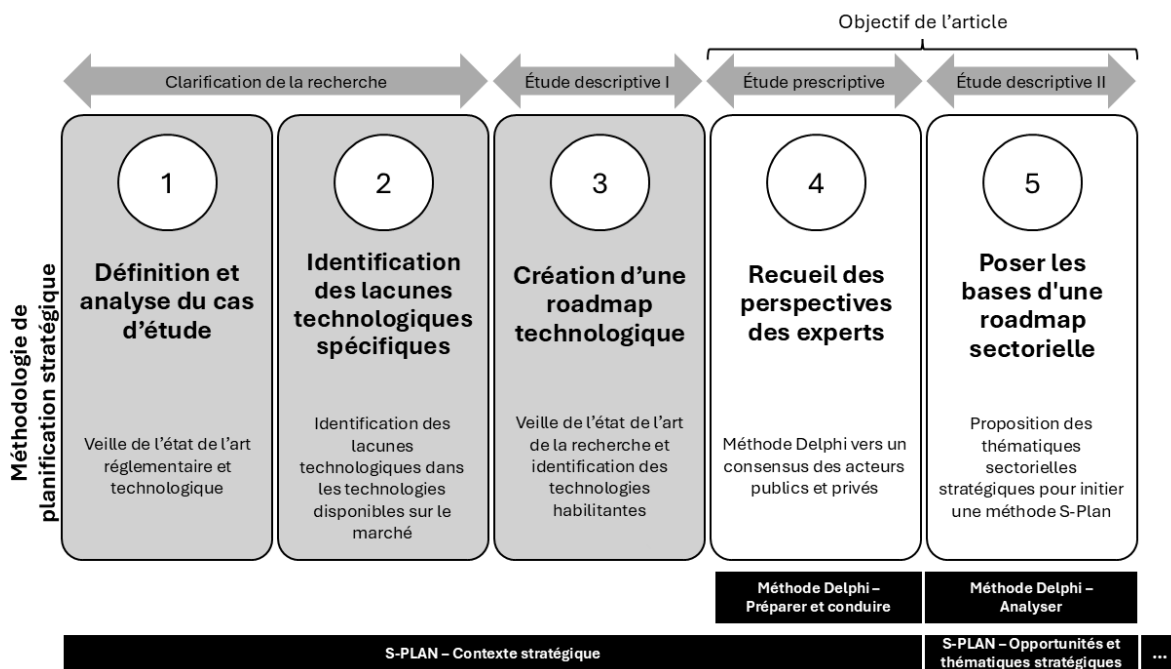 Objectif de l'article
Clarification de la recherche
Étude descriptive I
Étude prescriptive
Étude descriptive II
Méthodologie de
planification stratégique
1
Définition et
analyse du cas
d'étude
Veille de l'état de l'art
réglementaire et
technologique
2
Identification
des lacunes
technologiques
spécifiques
Identification des
lacunes
technologiques dans
les technologies
disponibles sur le
marché
3
Création d'une
roadmap
technologique
Veille de l'état de l'art
de la recherche et
identification des
technologies
habilitantes
4
Recueil des
perspectives
des experts
Méthode Delphi vers un
consensus des acteurs
publics et privés
5
Poser les
bases d'une
roadmap
sectorielle
Proposition des
thématiques
sectorielles
stratégiques pour initier
une méthode S-Plan
Méthode Delphi –
Préparer et conduire
Méthode Delphi –
Analyser
S-PLAN – Contexte stratégique
S-PLAN – Opportunités et
thématiques stratégiques
...